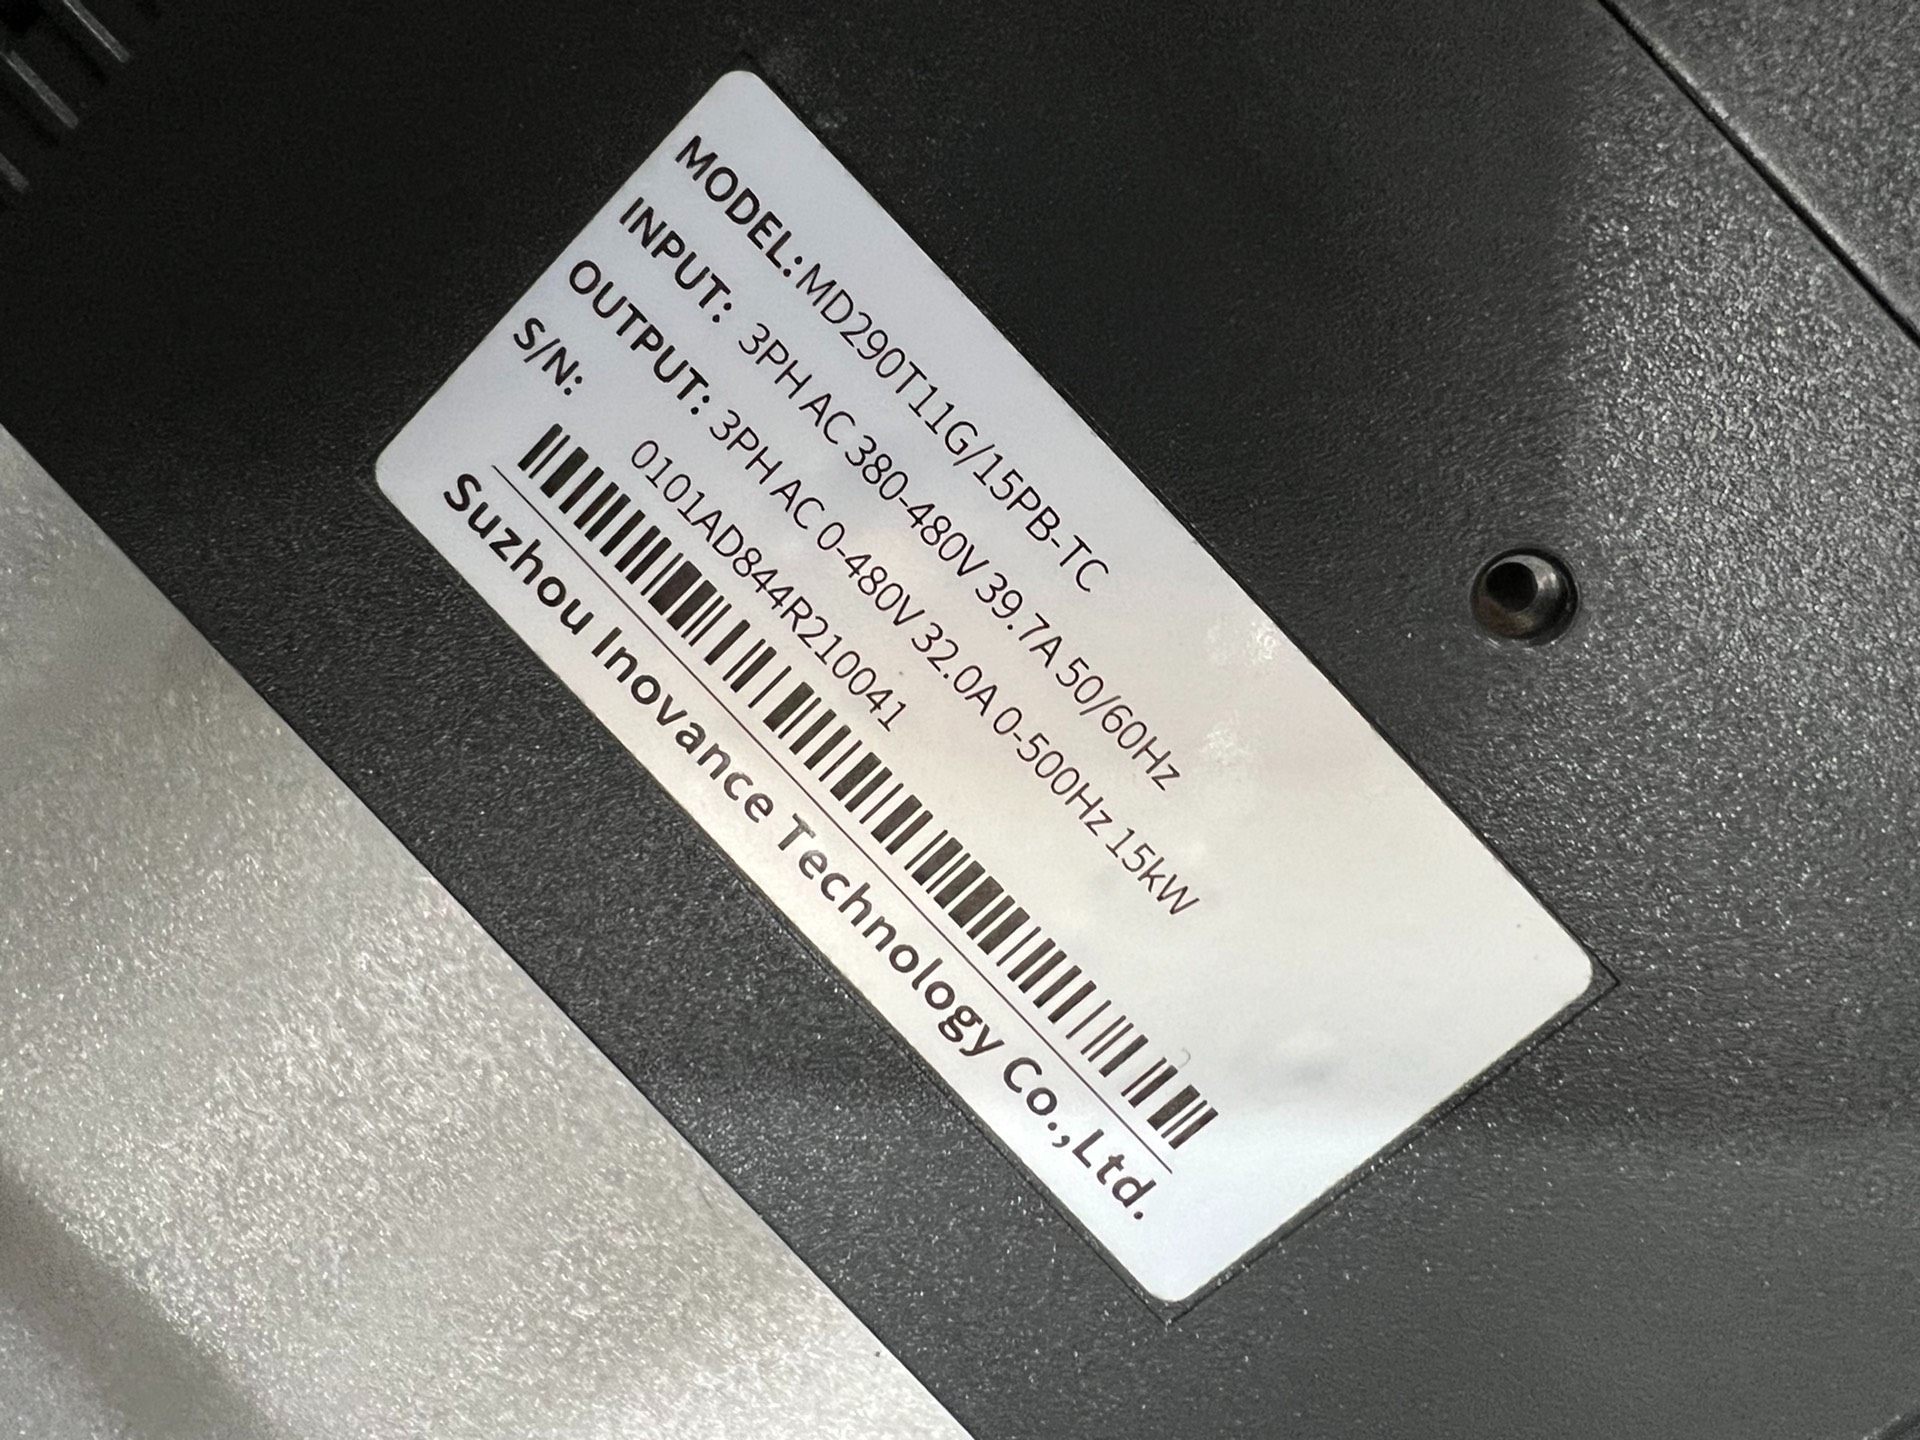 MODEL: MD290T11G/15PB-TC
INPUT: 3PH AC 380-480V 39.7A 50/60Hz
OUTPUT: 3PH AC 0-480V 32.0A 0-500Hz 15kW
S/N: 0101AD844R210041
Suzhou Inovance Technology Co.,Ltd.